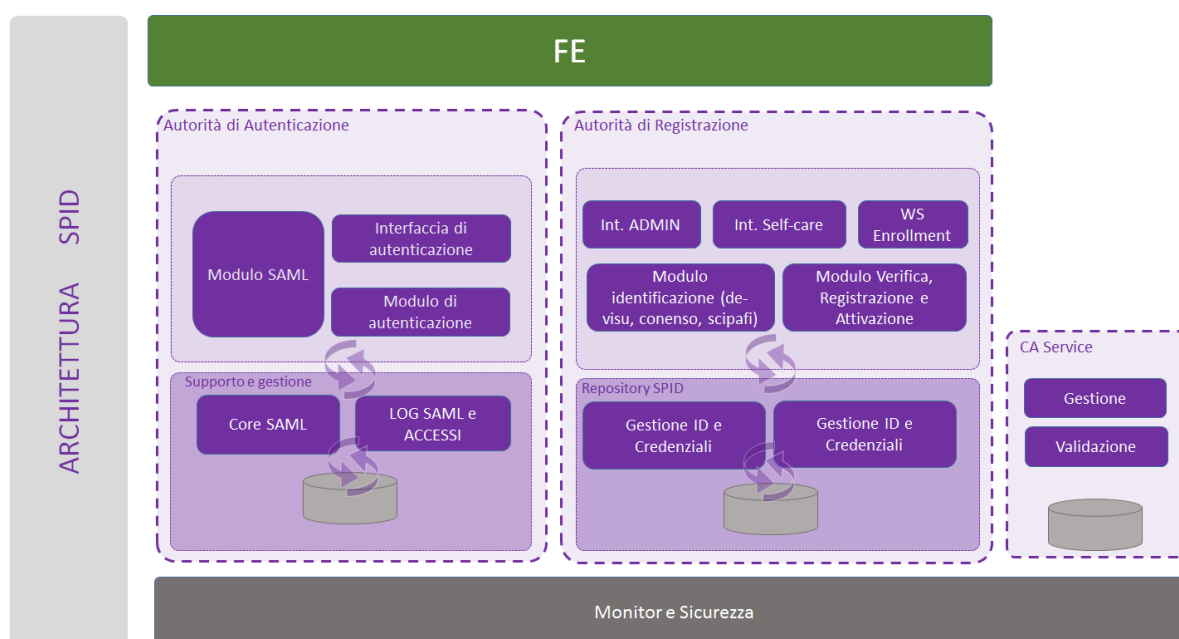 ARCHITETTURA SPID
FE
Autorità di Autenticazione
Modulo SAML
Interfaccia di
autenticazione
Modulo di
autenticazione
Supporto e gestione
Core SAML
LOG SAML e
ACCESSI
Autorità di Registrazione
Int. ADMIN
Int. Self-care
WS
Enrollment
Modulo
identificazione (de-
visu, conenso, scipafi)
Modulo Verifica,
Registrazione e
Attivazione
Repository SPID
Gestione ID e
Credenziali
Gestione ID e
Credenziali
CA Service
Gestione
Validazione
Monitor e Sicurezza